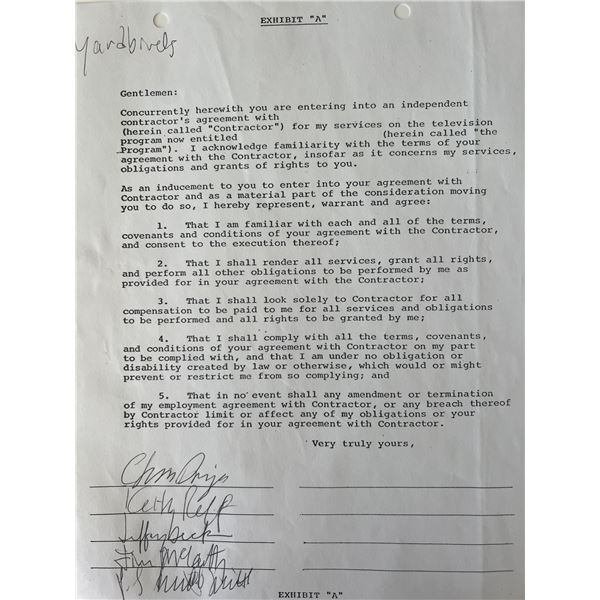 EXHIBIT "A"
yardbirds
Gentlemen:
Concurrently herewith you are entering into an independent
contractor's agreement with
(herein called "Contractor") for my services on the television
program now entitled (herein called "the
Program"). I acknowledge familiarity with the terms of your
agreement with the Contractor, insofar as it concerns my services,
obligations and grants of rights to you.
As an inducement to you to enter into your agreement with
Contractor and as a material part of the consideration moving
you to do so, I hereby represent, warrant and agree:
1. That I am familiar with each and all of the terms,
covenants and conditions of your agreement with the Contractor,
and consent to the execution thereof;
2. That I shall render all services, grant all rights,
and perform all other obligations to be performed by me as
provided for in your agreement with the Contractor;
3. That I shall look solely to Contractor for all
compensation to be paid to me for all services and obligations
to be performed and all rights to be granted by me;
4. That I shall comply with all the terms, covenants,
and conditions of your agreement with Contractor on my part
to be complied with, and that I am under no obligation or
disability created by law or otherwise, which would or might
prevent or restrict me from so complying; and
5. That in no event shall any amendment or termination
of my employment agreement with Contractor, or any breach thereof
by Contractor limit or affect any of my obligations or your
rights provided for in your agreement with Contractor.
Very truly yours,
Chris Dreja
Keith Relf
Jeffrey Beck
Jim McCarty
EXHIBIT "A"